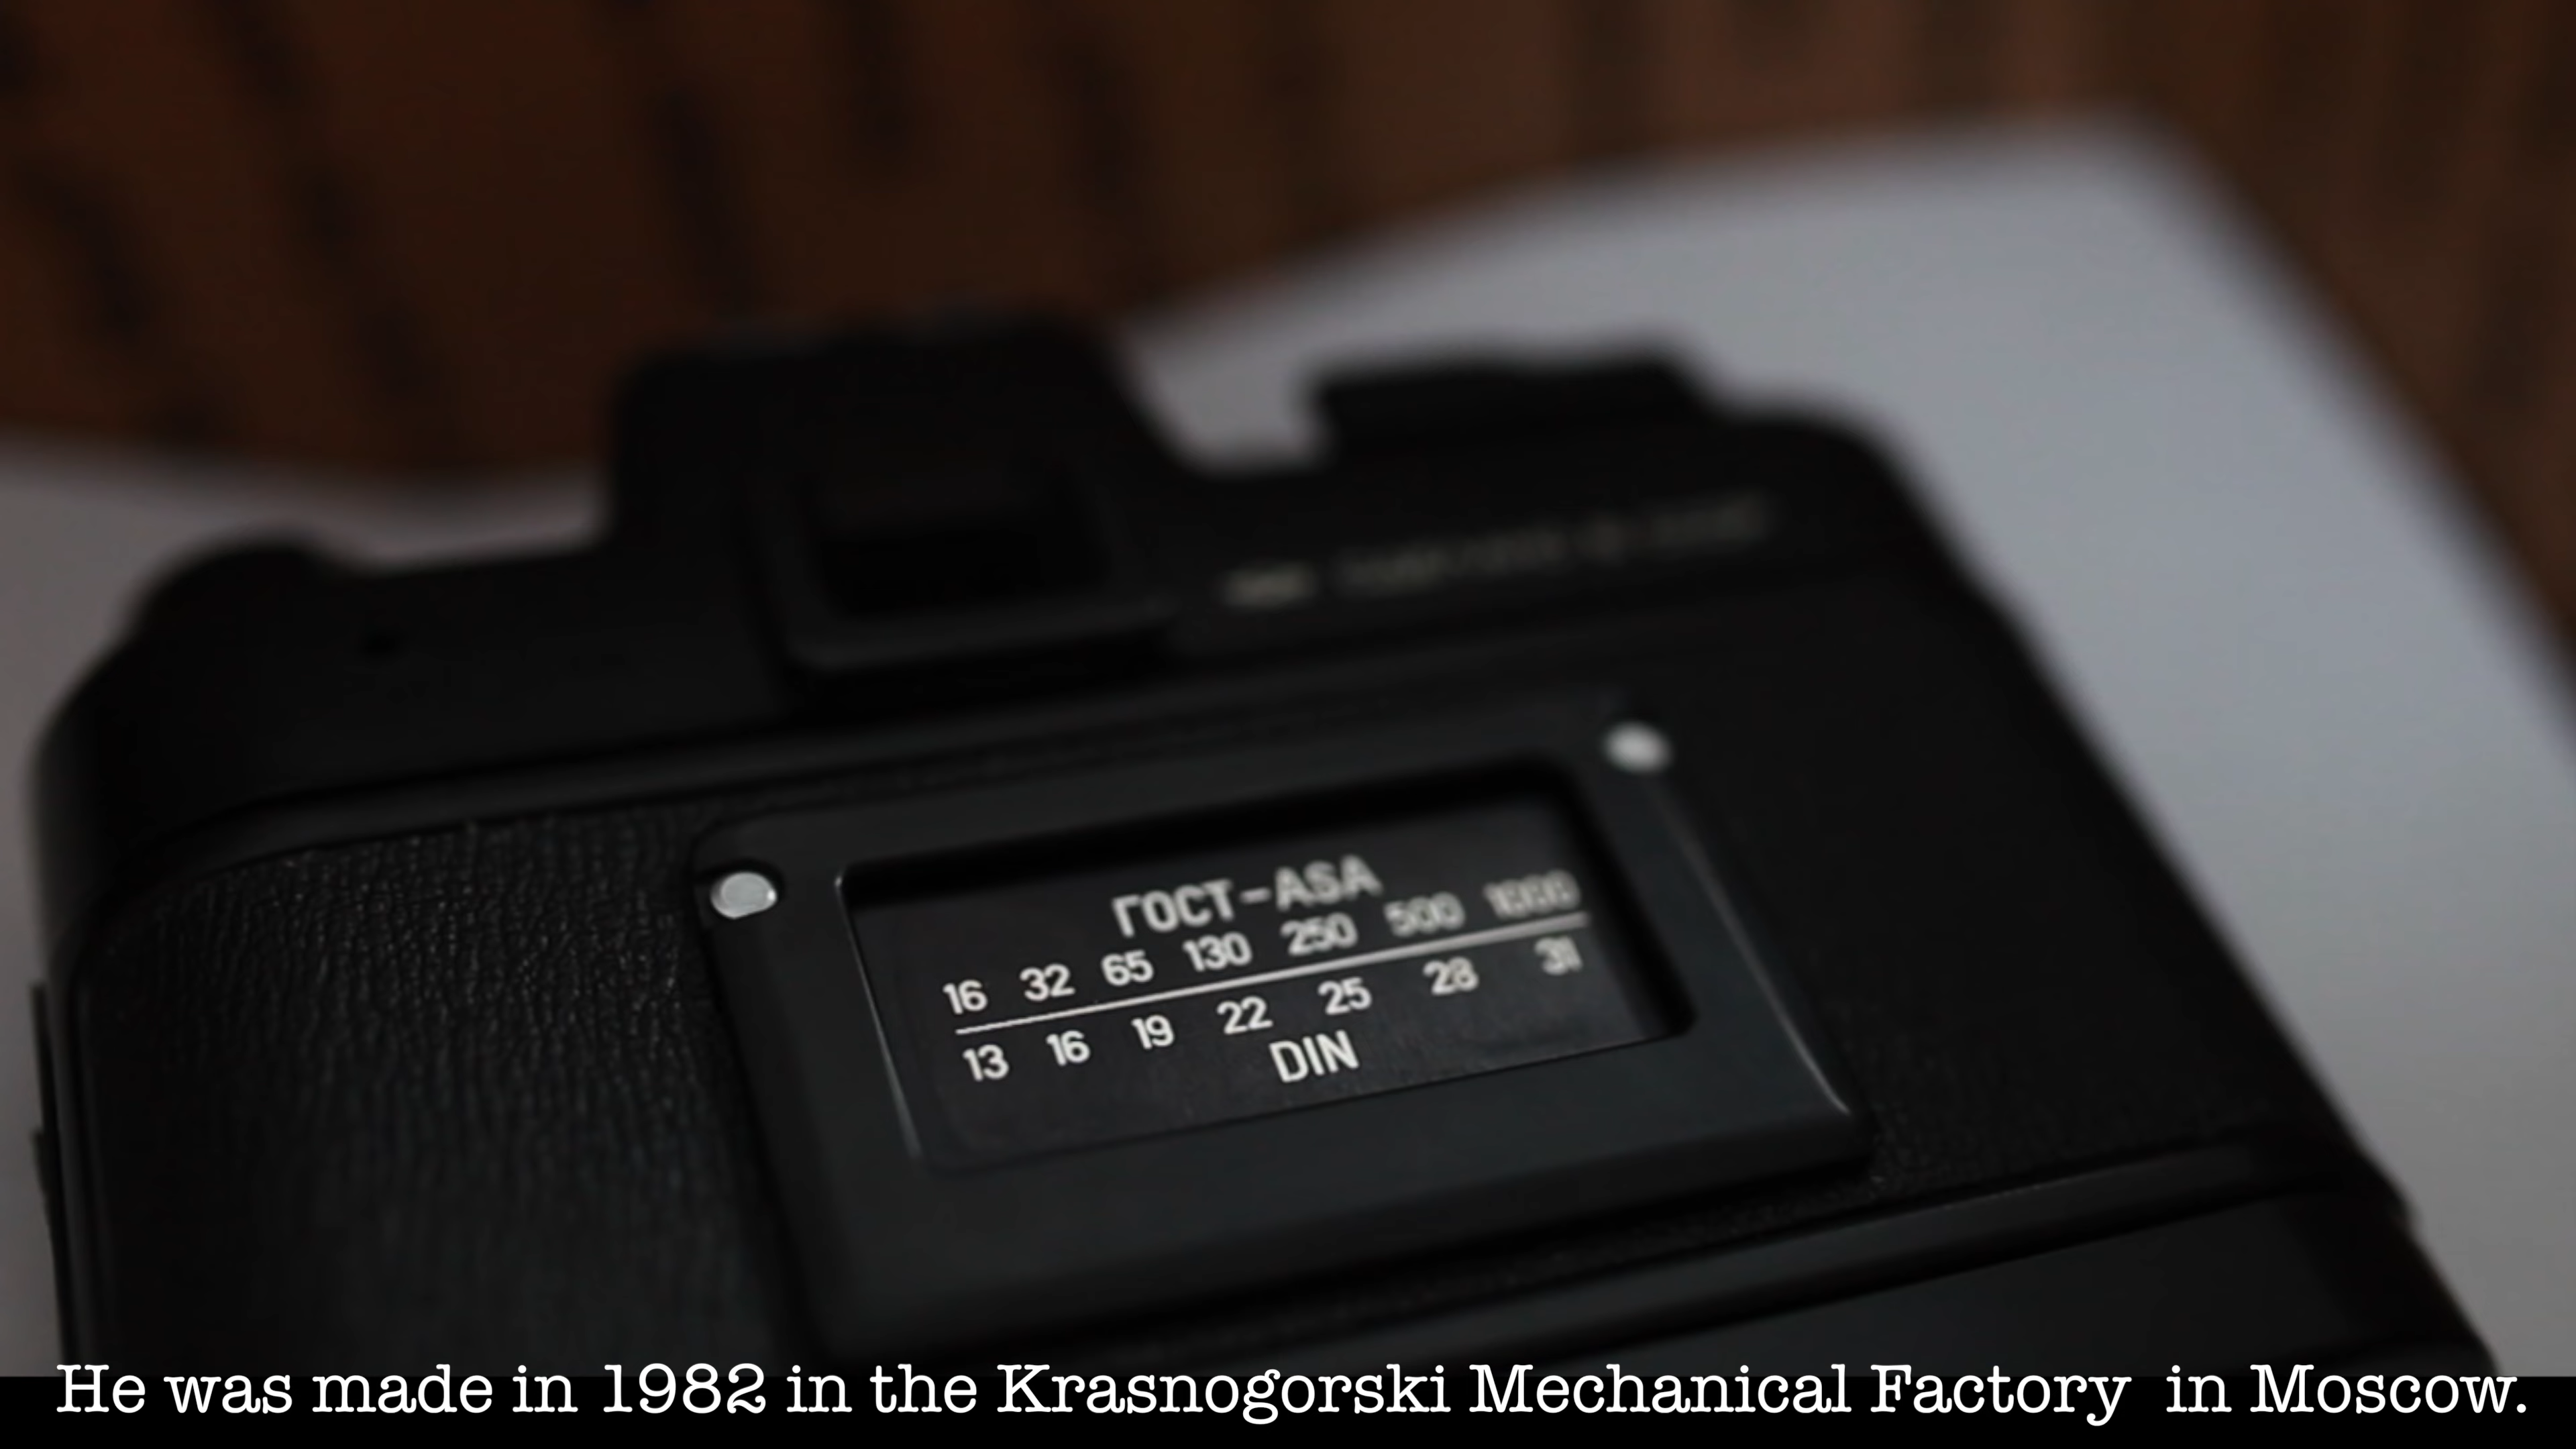 ГОСТ-ASA
16 32 65 130 250 500 1000
13 16 19 22 25 28 31
DIN
He was made in 1982 in the Krasnogorski Mechanical Factory in Moscow.